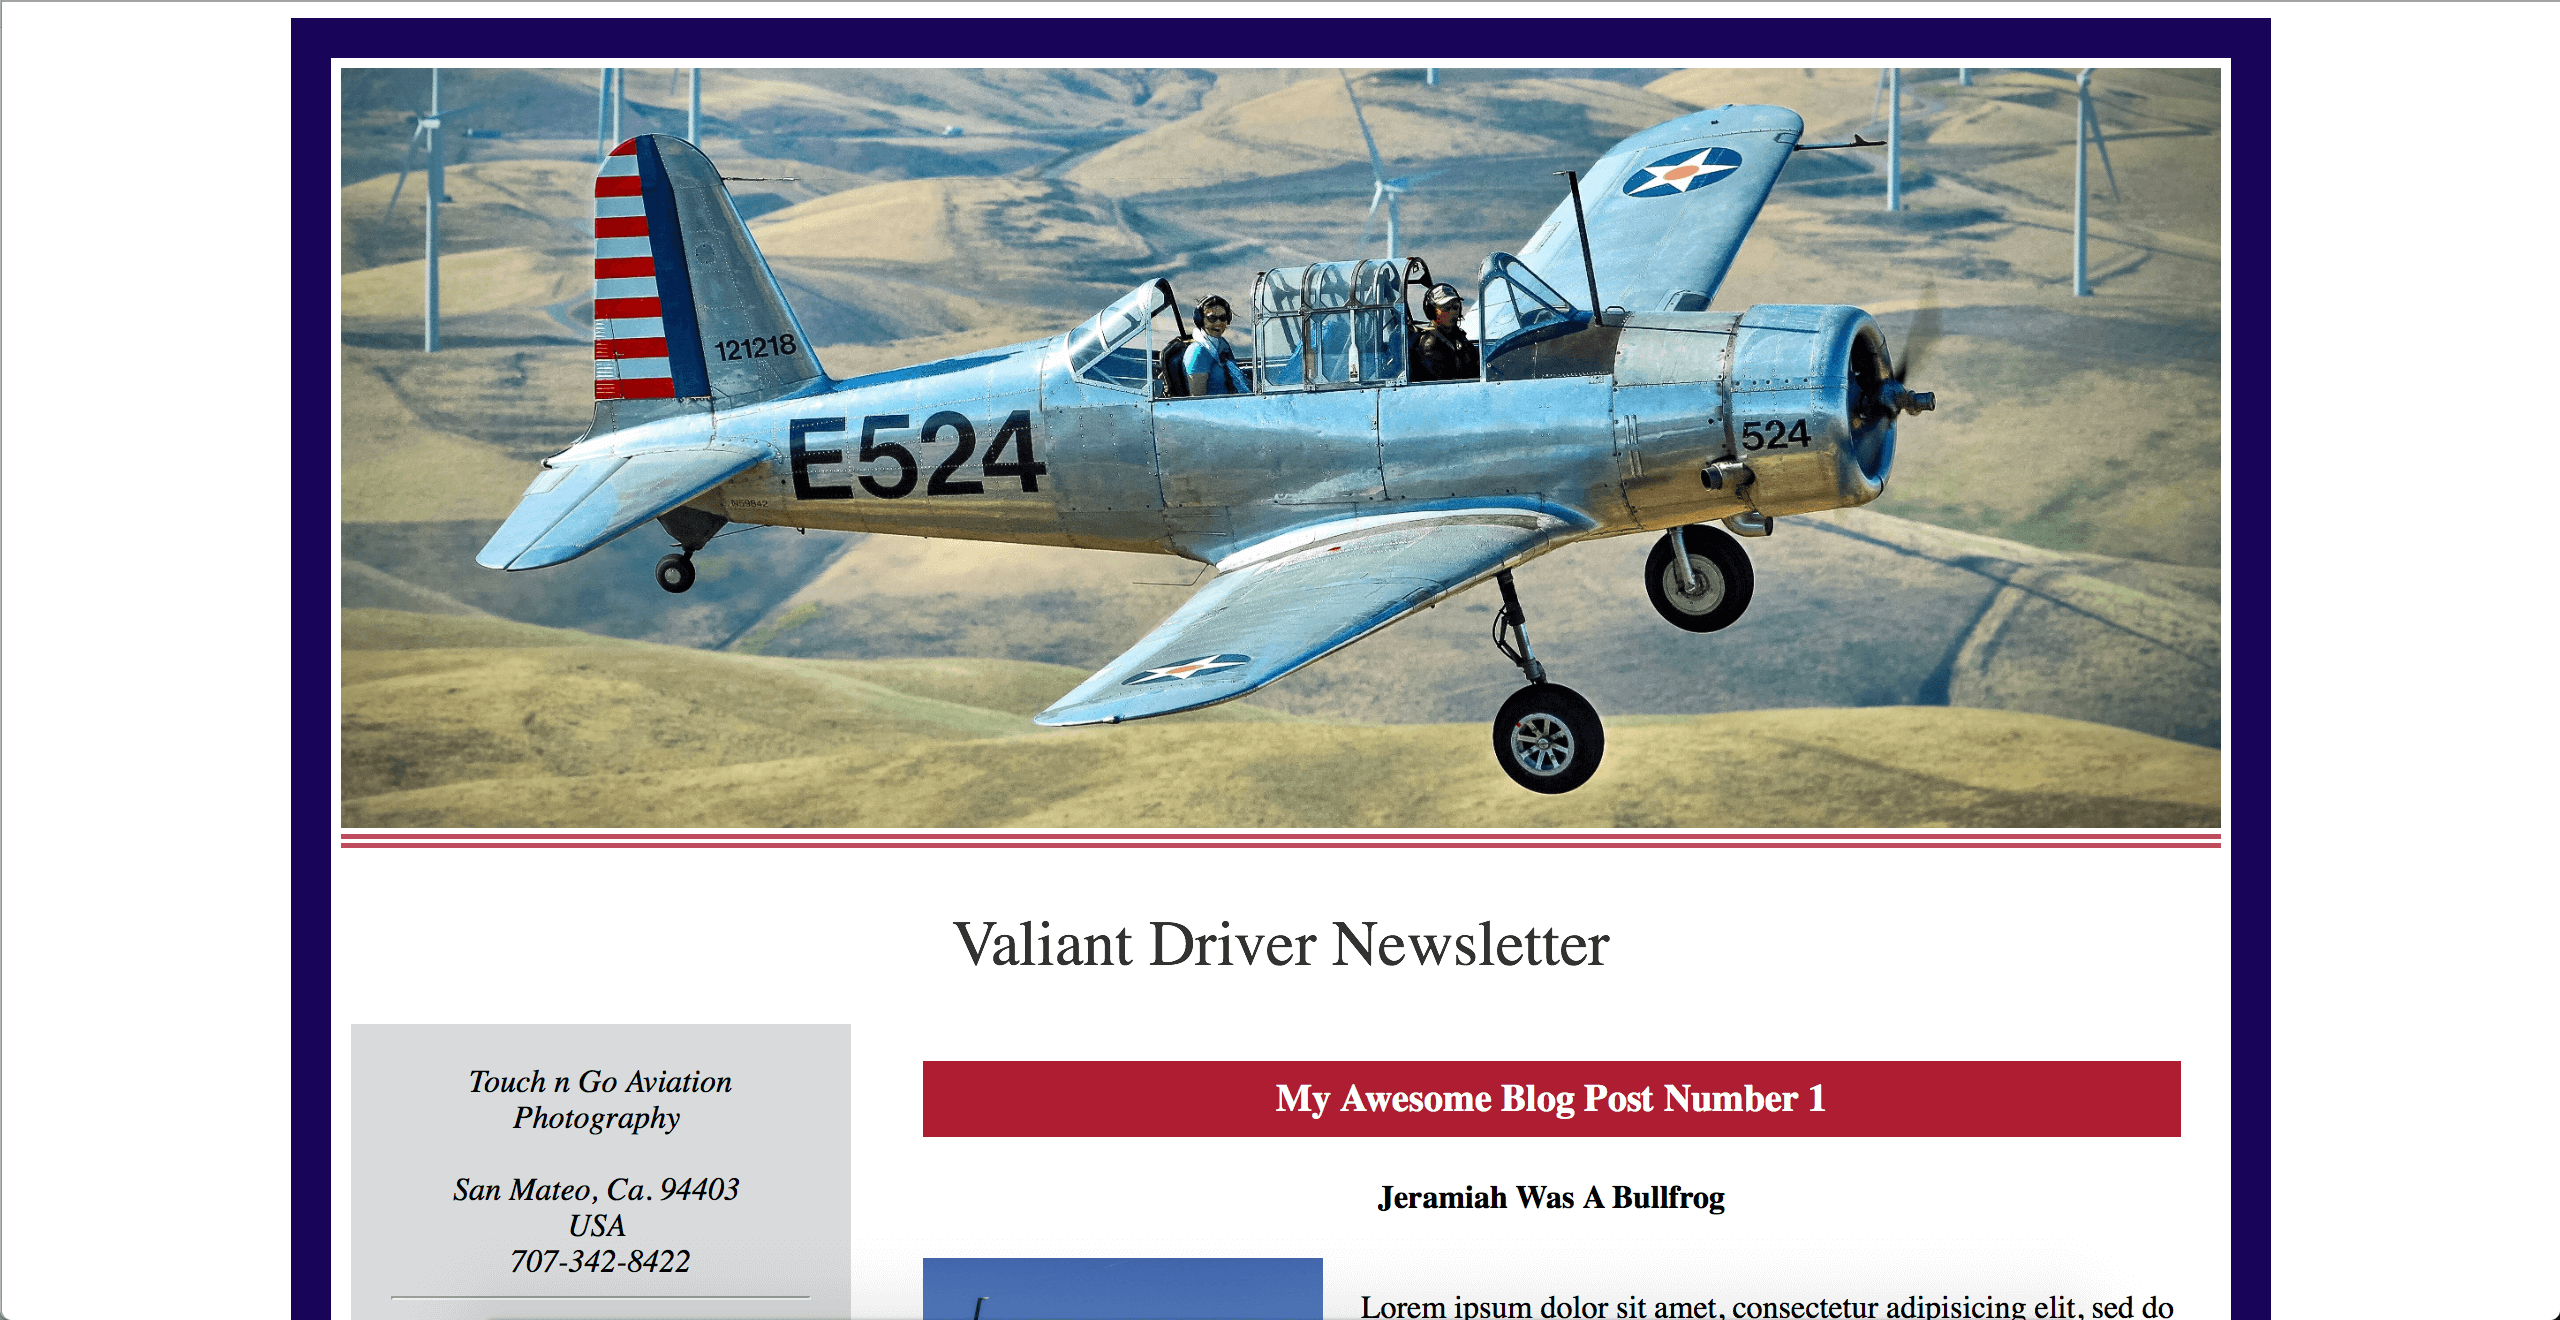 121218
E524
524
N59842
Valiant Driver Newsletter
Touch n Go Aviation
Photography
San Mateo, Ca. 94403
USA
707-342-8422
My Awesome Blog Post Number 1
Jeramiah Was A Bullfrog
Lorem ipsum dolor sit amet, consectetur adipisicing elit, sed do